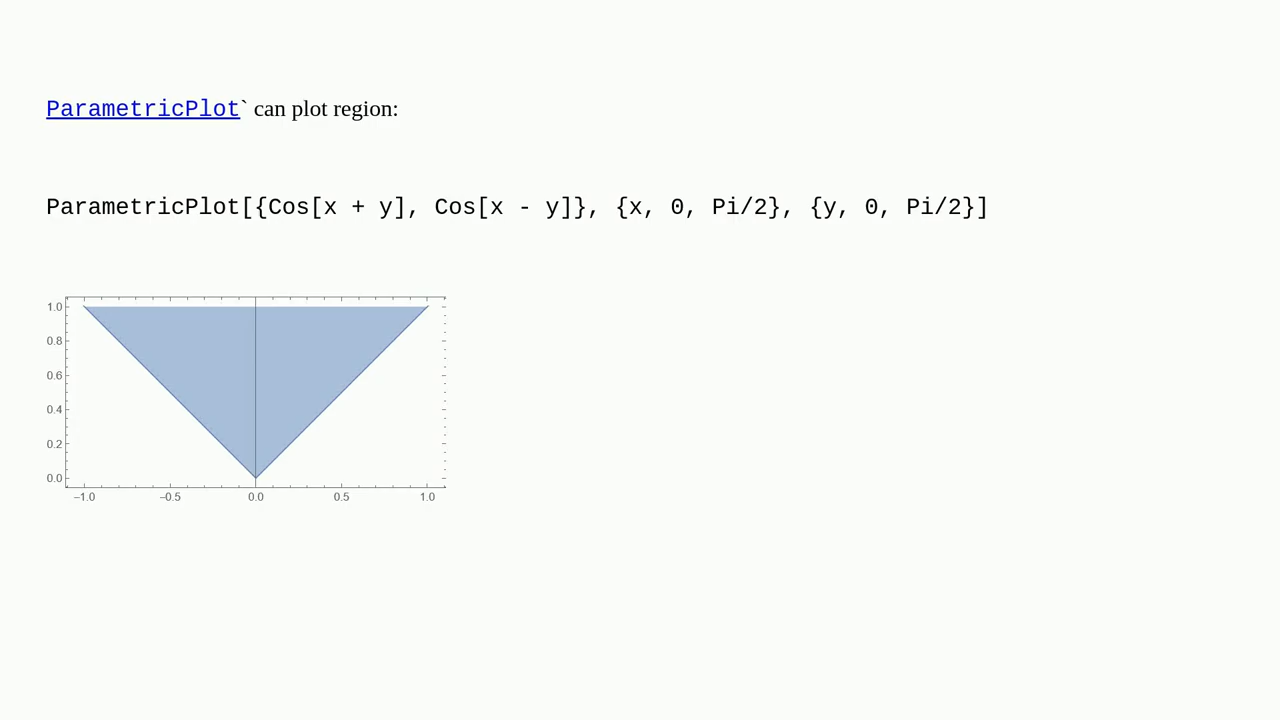 ParametricPlot` can plot region:
ParametricPlot[{Cos[x + y], Cos[x - y]}, {x, 0, Pi/2}, {y, 0, Pi/2}]
1.0
0.8
0.6
0.4
0.2
0.0
−1.0 −0.5 0.0 0.5 1.0